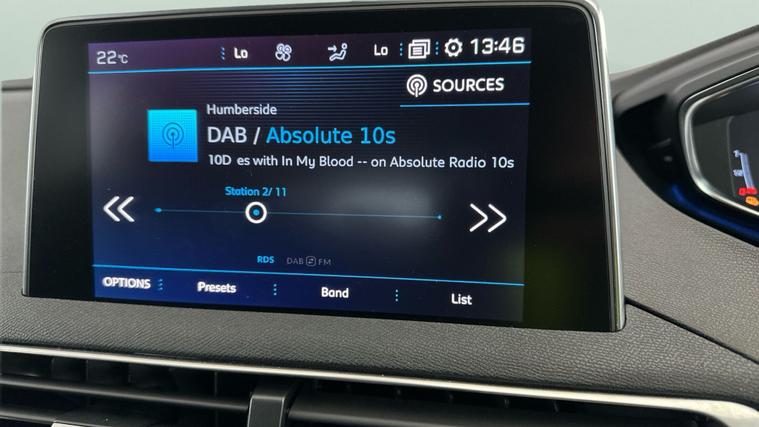 22°C Lo Lo 13:46
SOURCES
Humberside
DAB / Absolute 10s
10D es with In My Blood -- on Absolute Radio 10s
Station 2/ 11
RDS DAB FM
OPTIONS Presets Band List